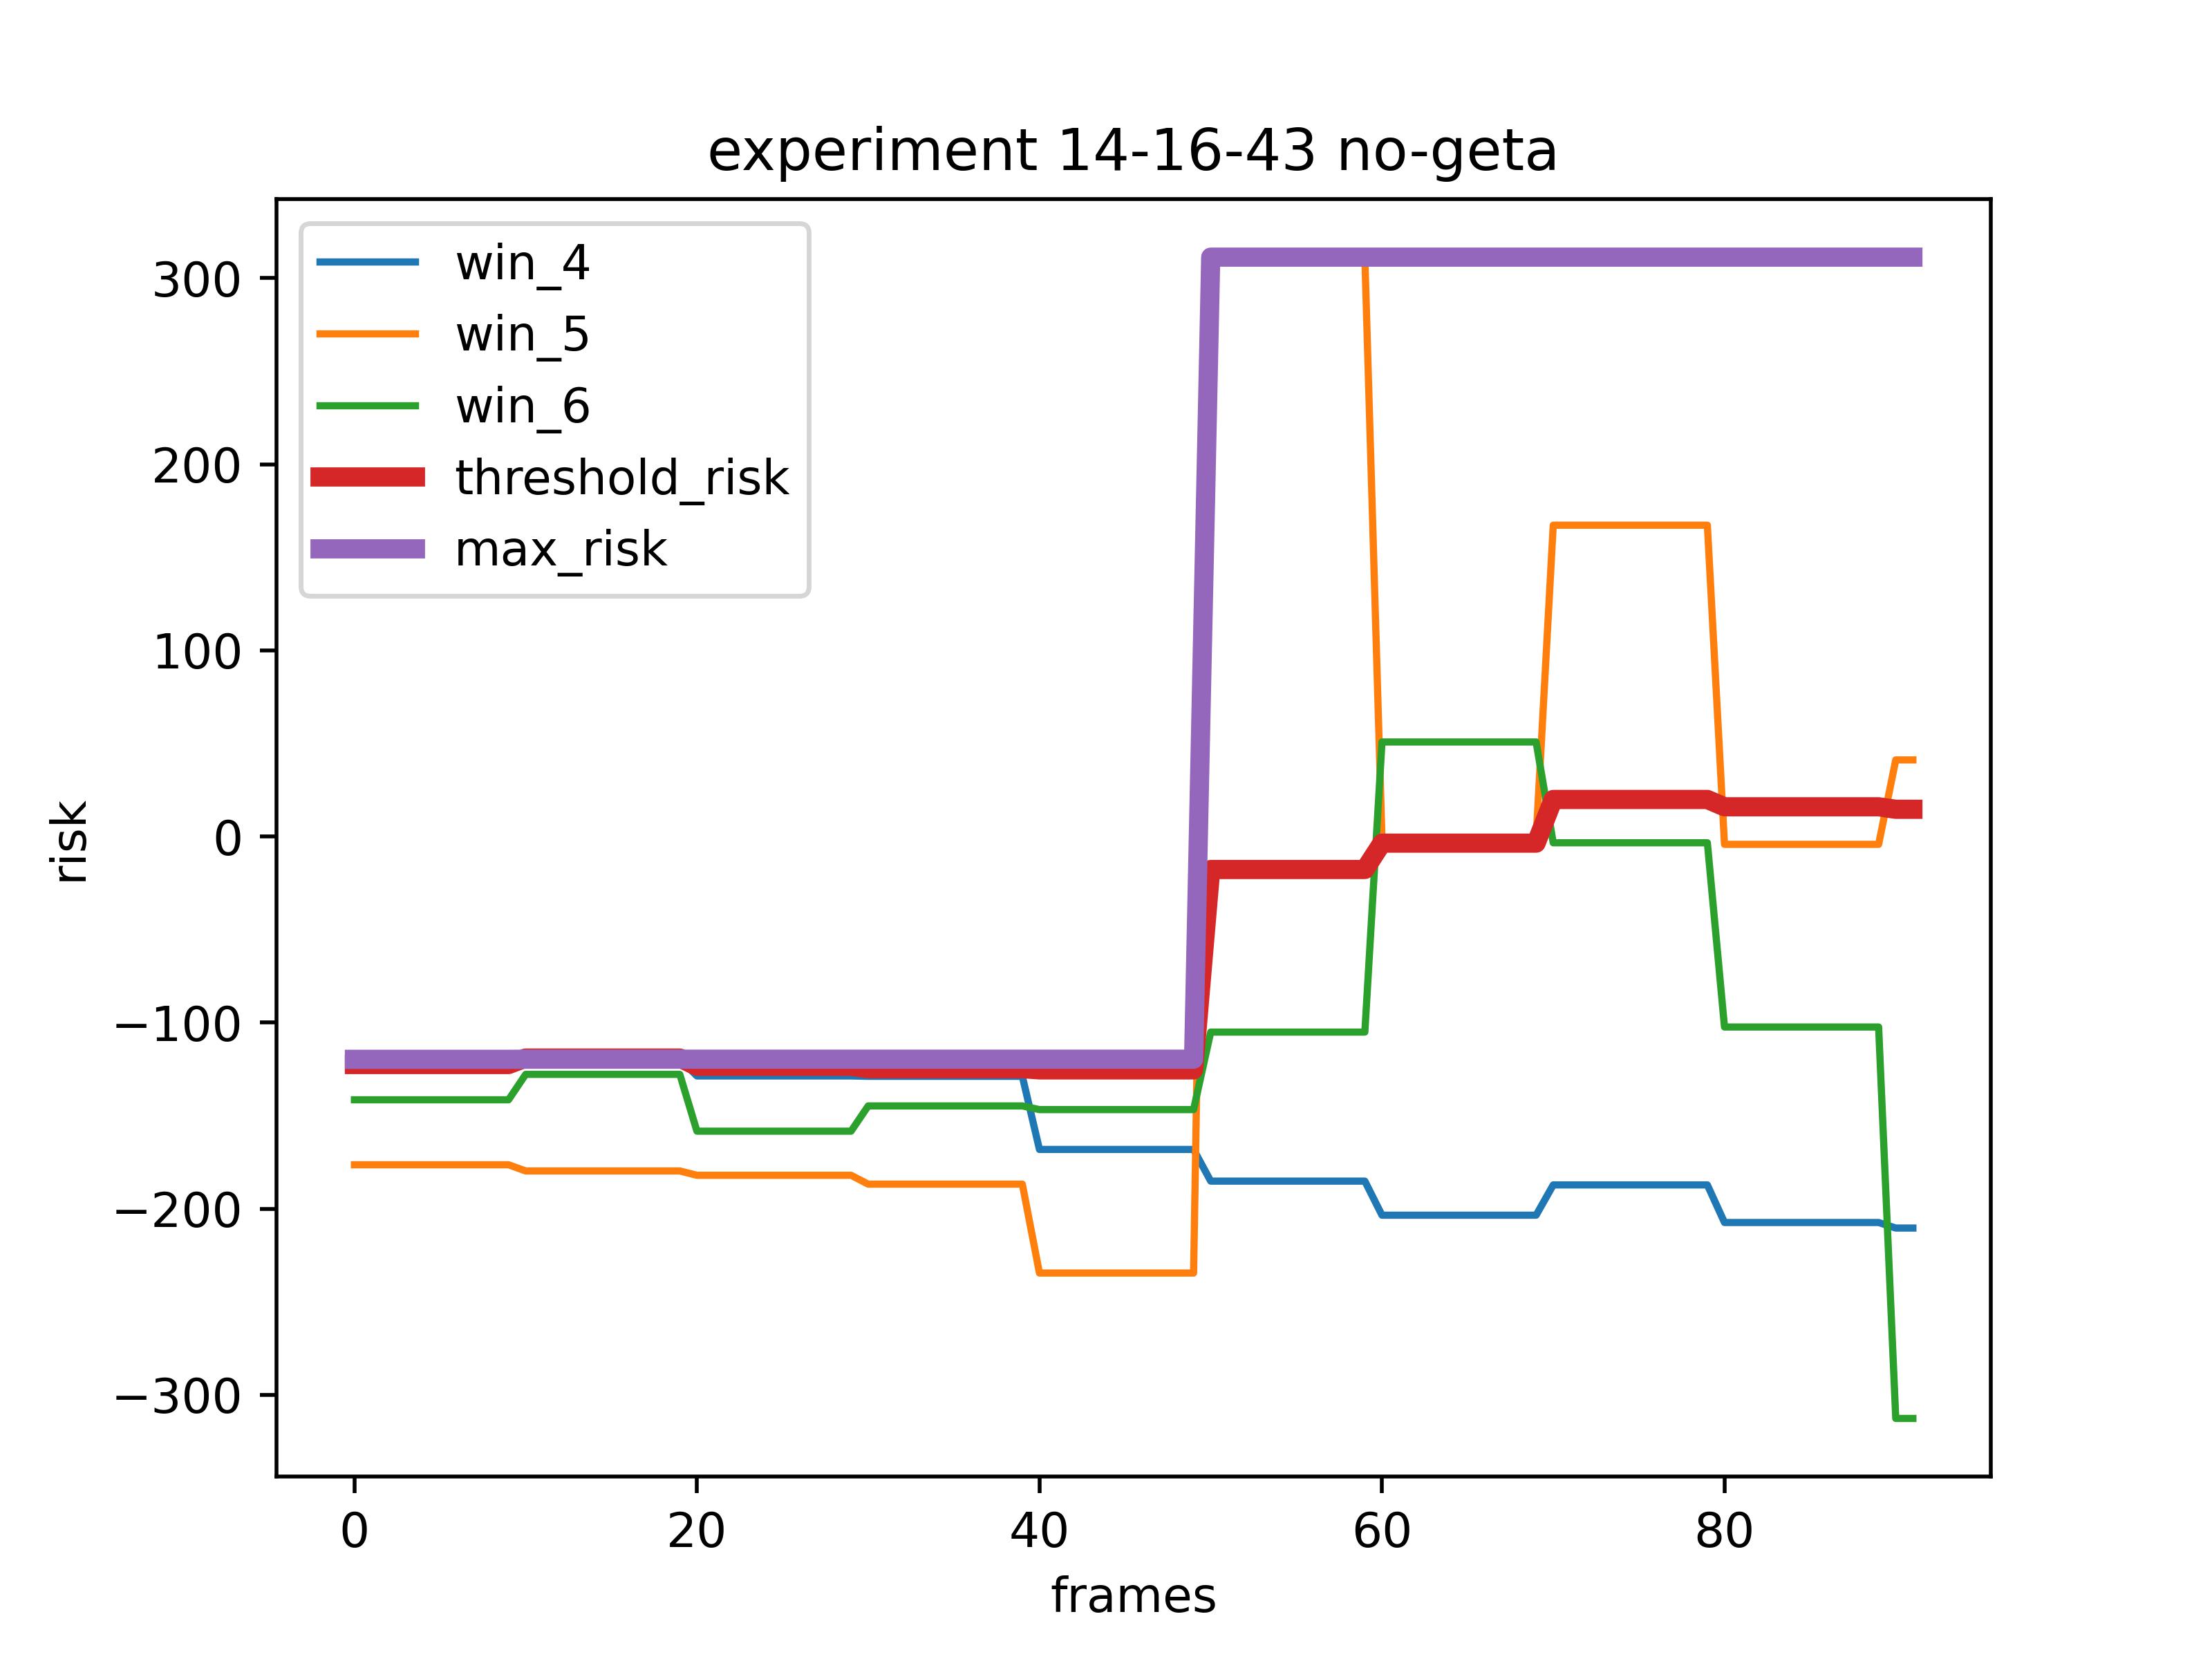 experiment 14-16-43 no-geta
win_4
win_5
win_6
threshold_risk
max_risk
risk
300
200
100
0
−100
−200
−300
0 20 40 60 80
frames